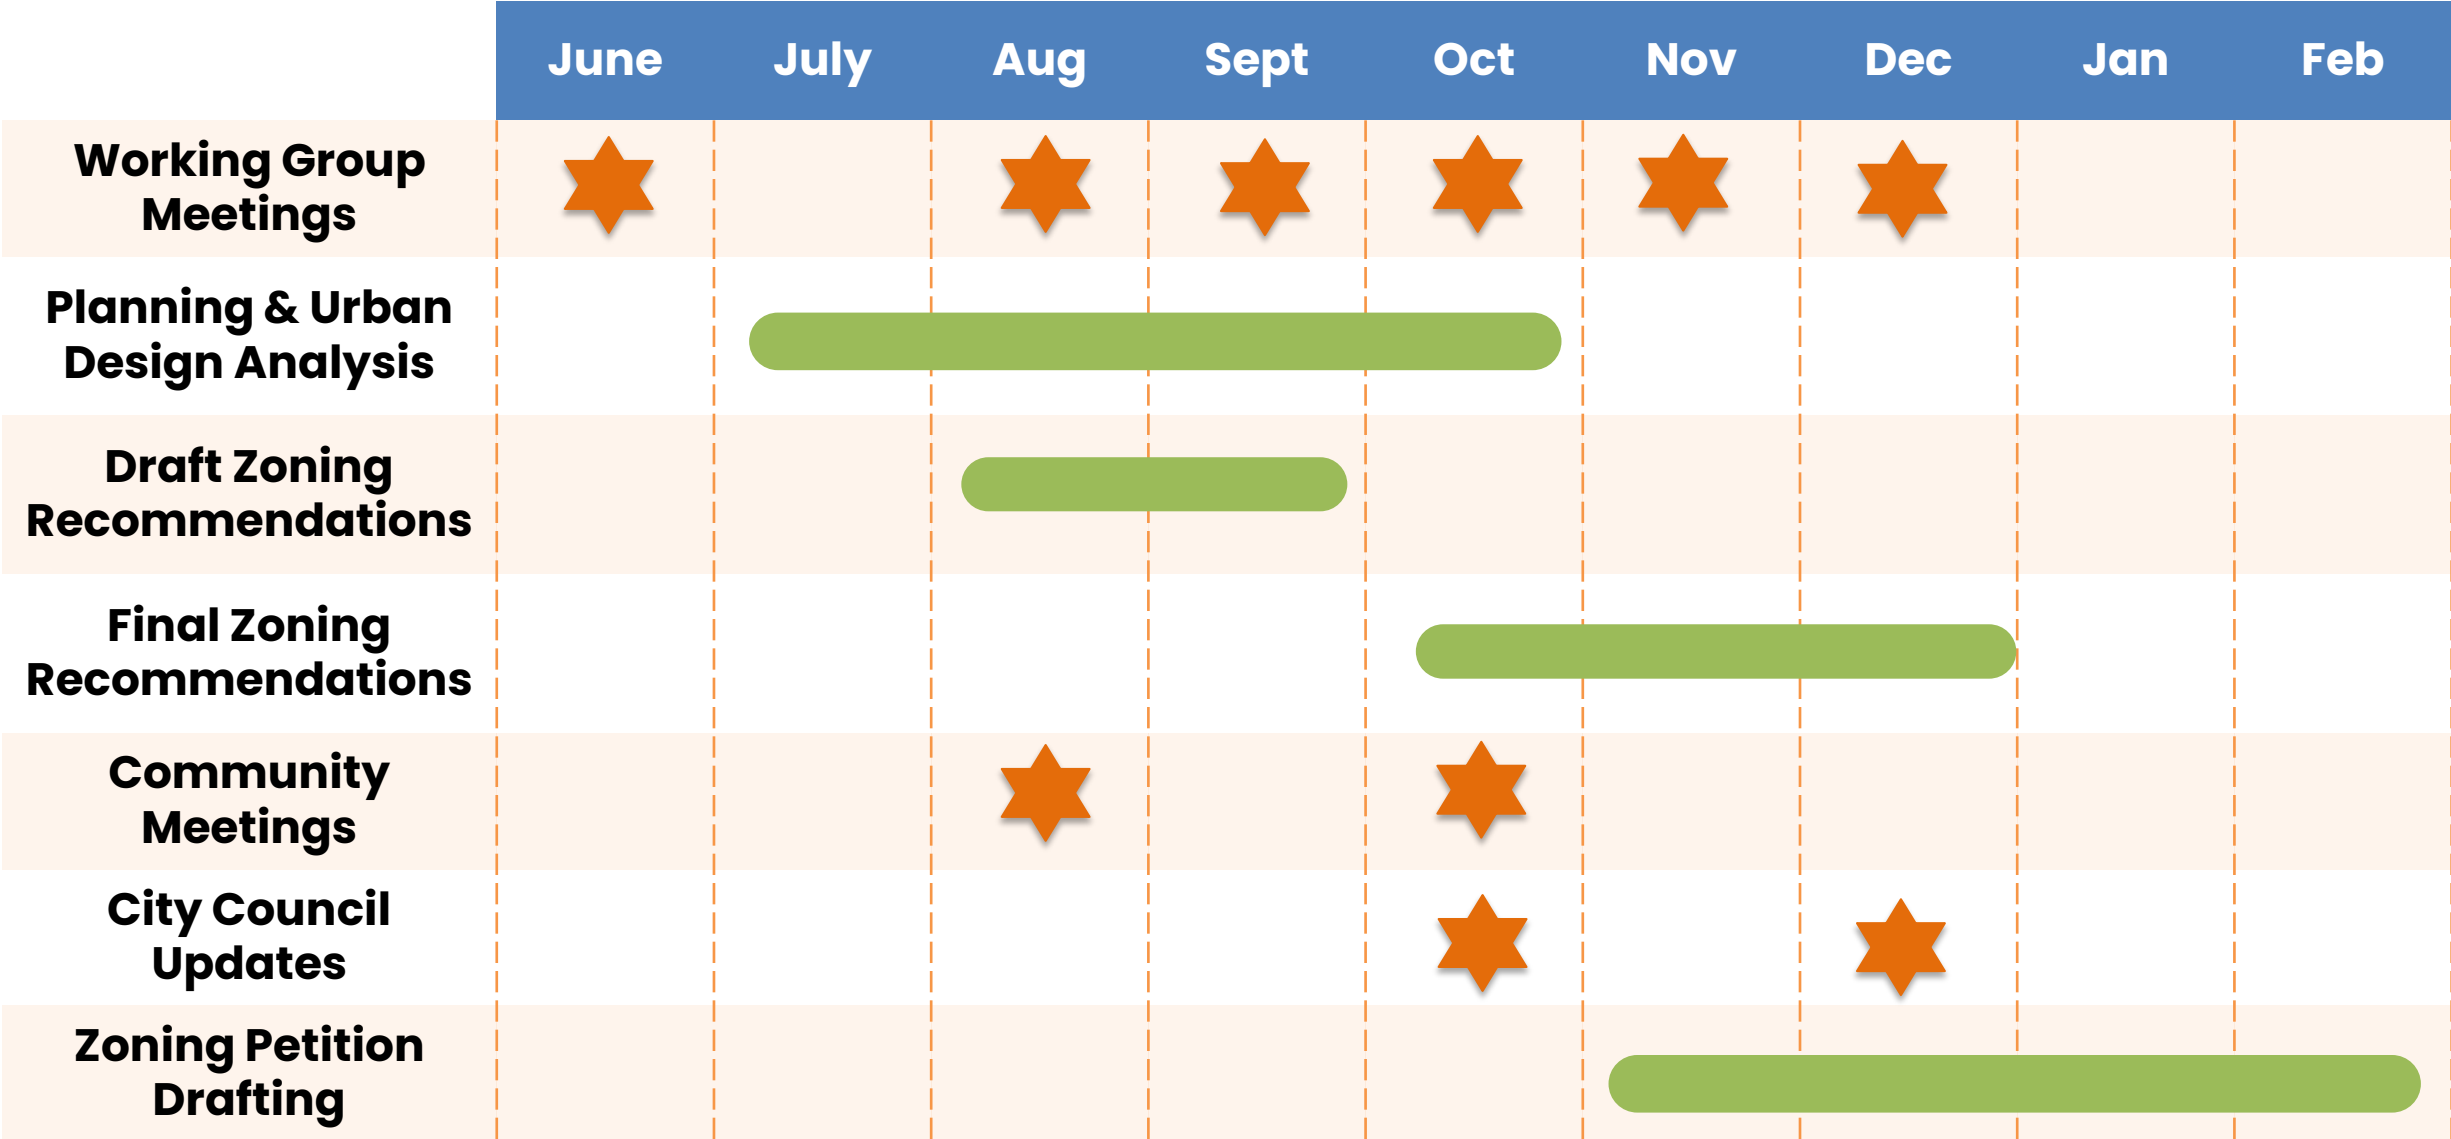 June July Aug Sept Oct Nov Dec Jan Feb
Working Group
Meetings
Planning & Urban
Design Analysis
Draft Zoning
Recommendations
Final Zoning
Recommendations
Community
Meetings
City Council
Updates
Zoning Petition
Drafting